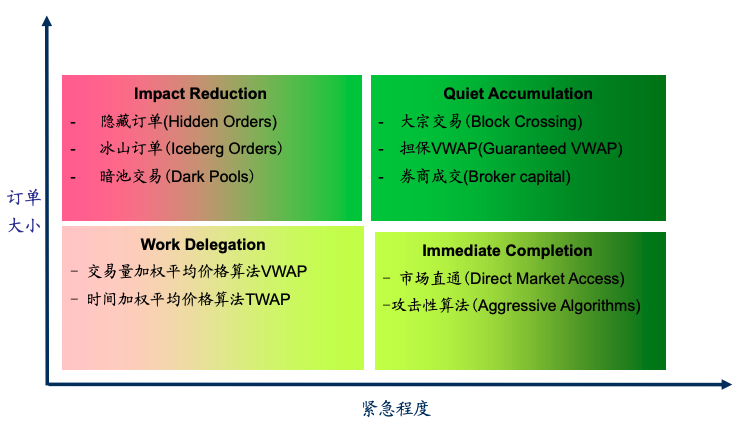 Impact Reduction
- 隐藏订单(Hidden Orders)
- 冰山订单(Iceberg Orders)
- 暗池交易(Dark Pools)
Quiet Accumulation
- 大宗交易(Block Crossing)
- 担保VWAP(Guaranteed VWAP)
- 券商成交(Broker capital)
订单
大小
Work Delegation
- 交易量加权平均价格算法VWAP
- 时间加权平均价格算法TWAP
Immediate Completion
- 市场直通(Direct Market Access)
-攻击性算法(Aggressive Algorithms)
紧急程度